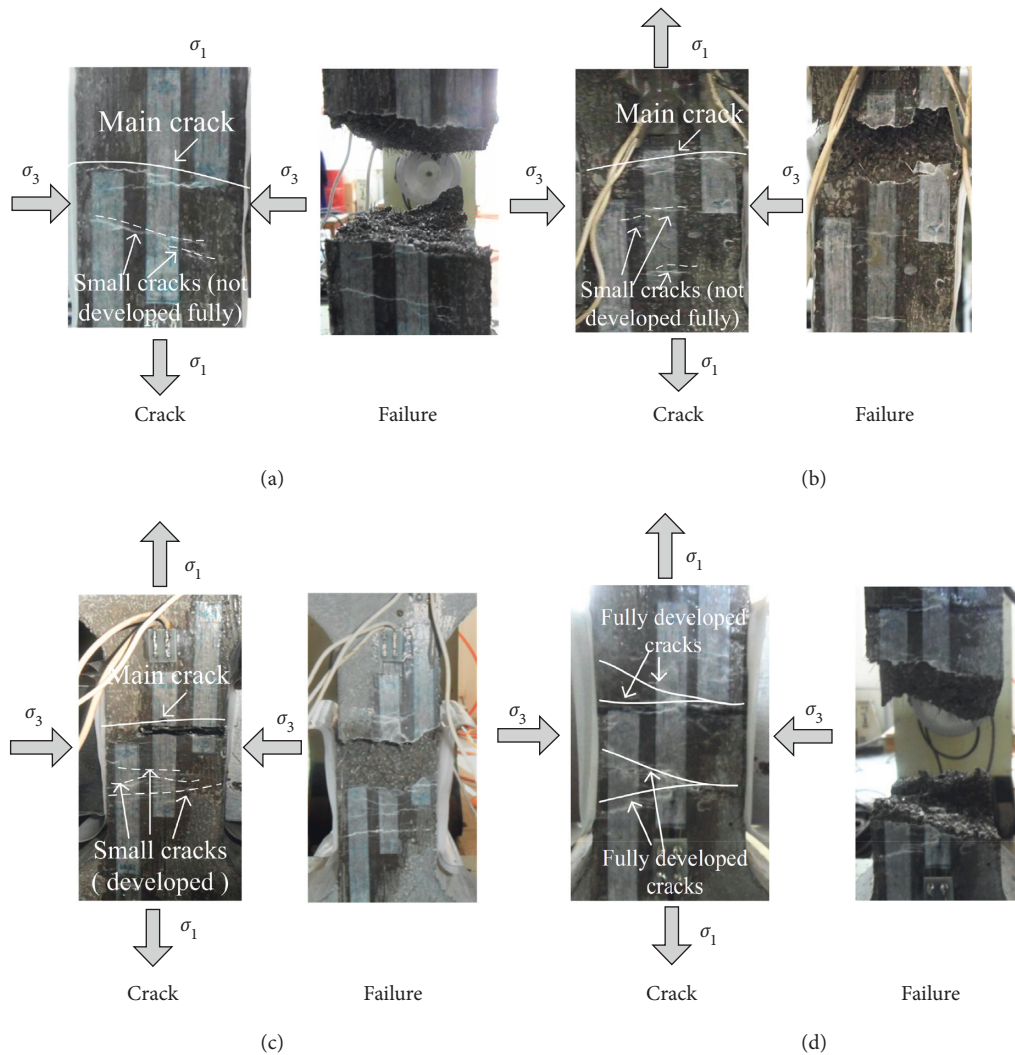 σ1
Main crack
σ3
σ3
Small cracks (not
developed fully)
σ1
Crack
Failure
(a)
σ1
Main crack
σ3
σ3
Small cracks (not
developed fully)
σ1
Crack
Failure
(b)
σ1
Main crack
σ3
σ3
Small cracks
( developed )
σ1
Crack
Failure
(c)
σ1
Fully developed
cracks
σ3
σ3
Fully developed
cracks
σ1
Crack
Failure
(d)